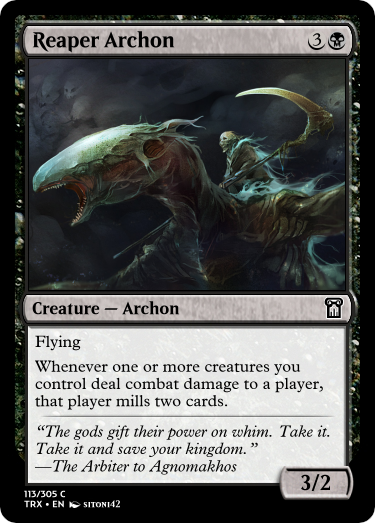 Reaper Archon 3
Creature — Archon
Flying
Whenever one or more creatures you
control deal combat damage to a player,
that player mills two cards.
“The gods gift their power on whim. Take it.
Take it and save your kingdom.”
—The Arbiter to Agnomakhos
3/2
113/305 C
TRX • EN SITONI42